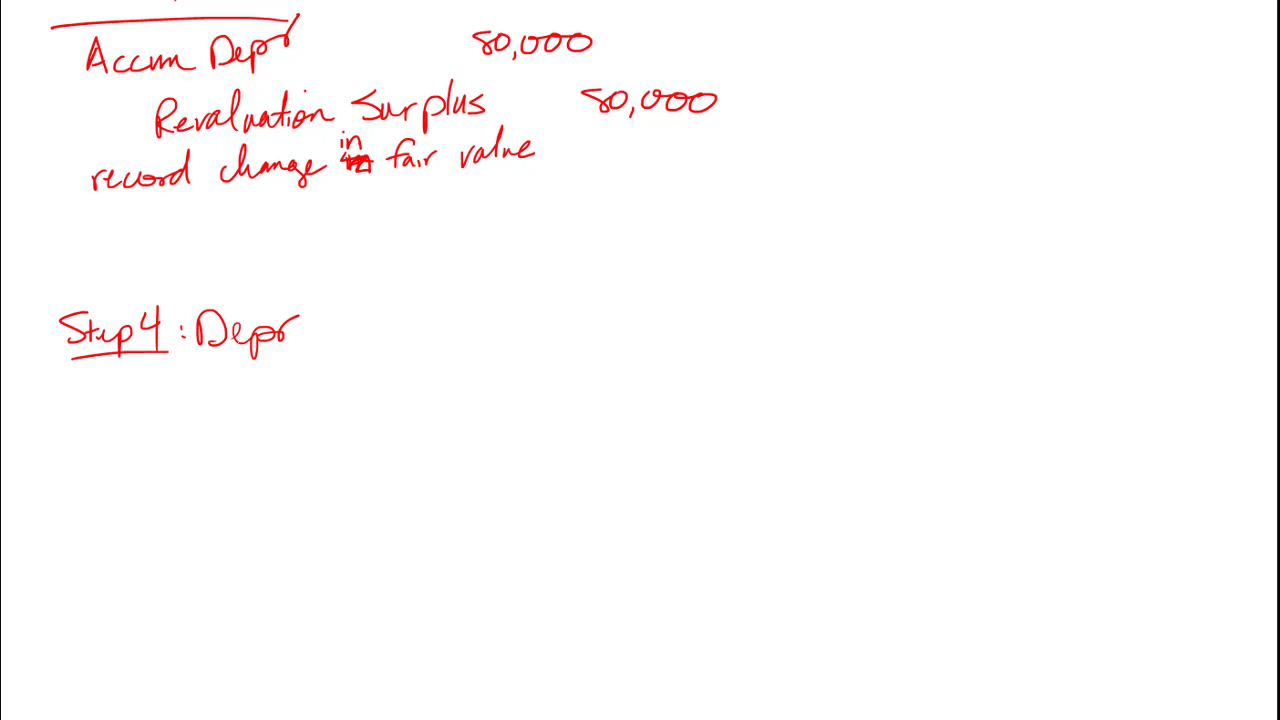 Accum Depr 80,000
Revaluation Surplus 80,000
record change in fair value
Step 4 : Depr